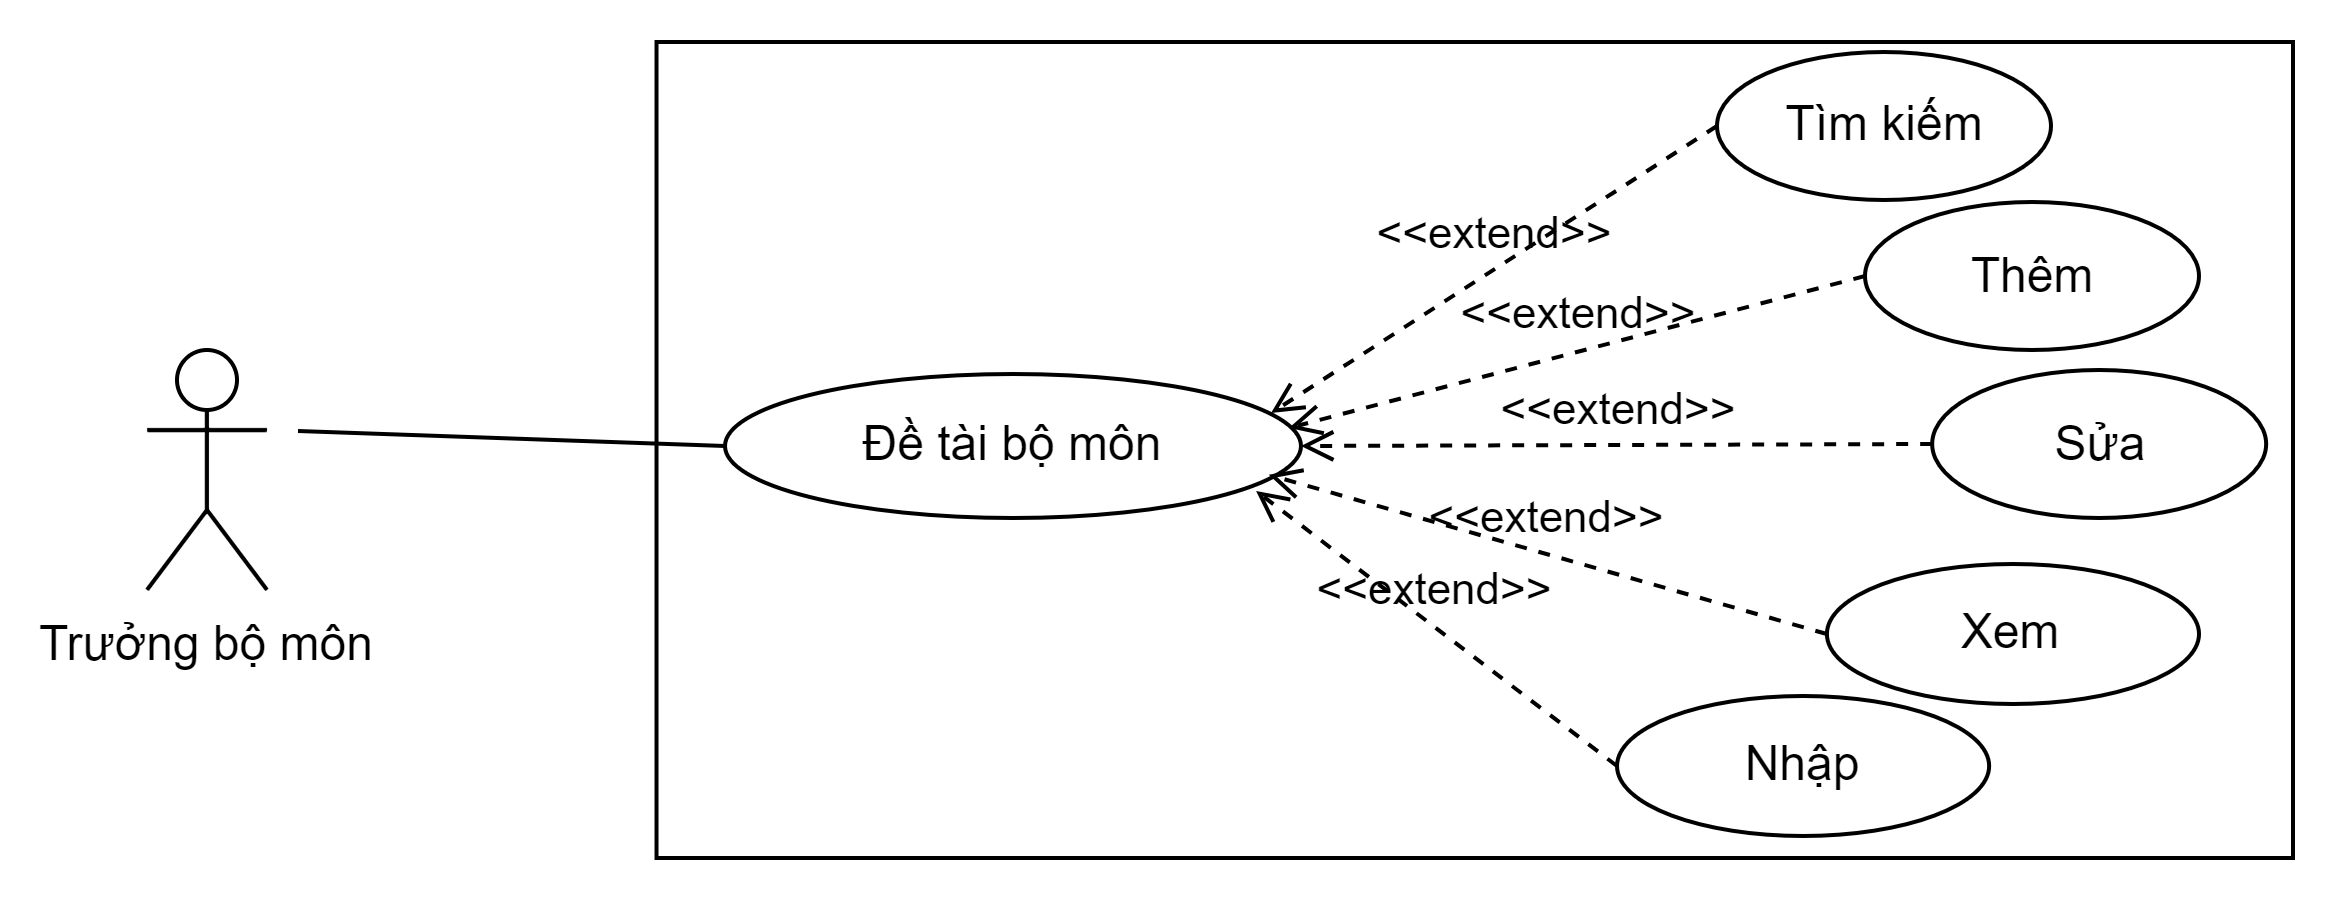 Tìm kiếm
<<extend>>
Thêm
<<extend>>
<<extend>>
Sửa
Đề tài bộ môn
<<extend>>
<<extend>>
Xem
Trưởng bộ môn
Nhập